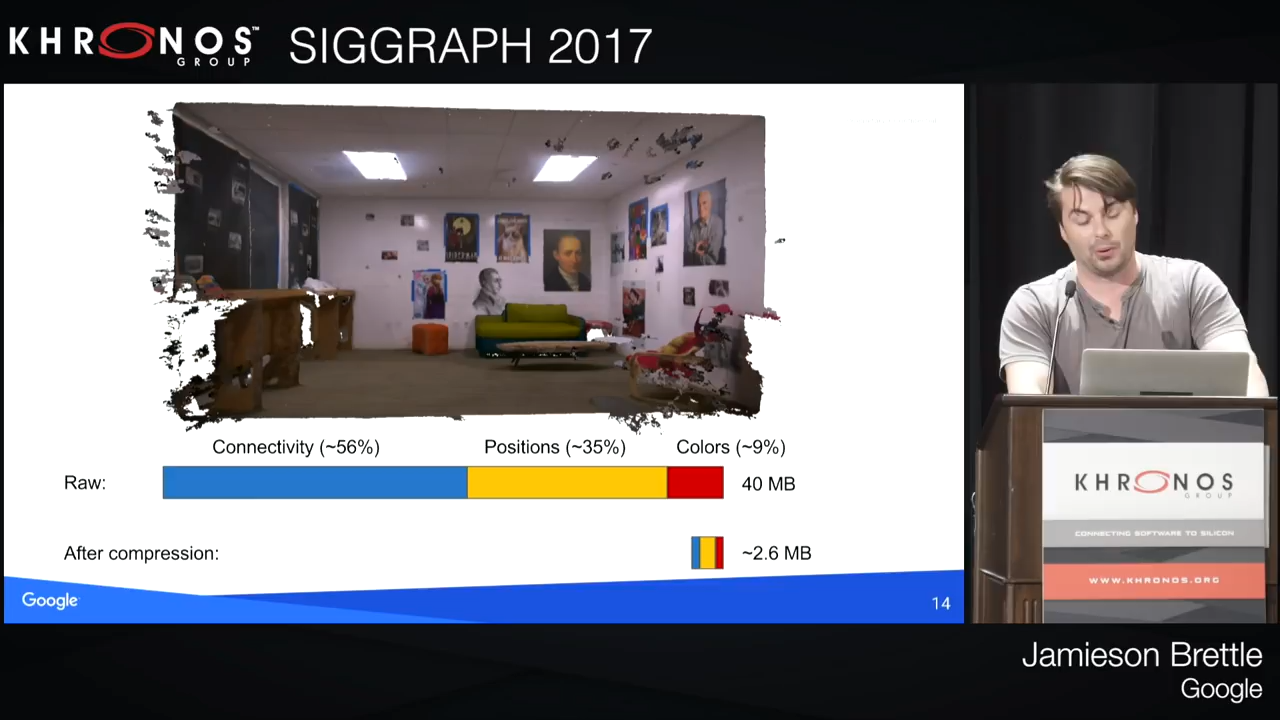 KHRONOS™
GROUP
SIGGRAPH 2017
Connectivity (~56%)
Positions (~35%)
Colors (~9%)
Raw:
40 MB
After compression:
~2.6 MB
Google
14
KHRONOS
GROUP
CONNECTING SOFTWARE TO SILICON
WWW.KHRONOS.ORG
Jamieson Brettle
Google